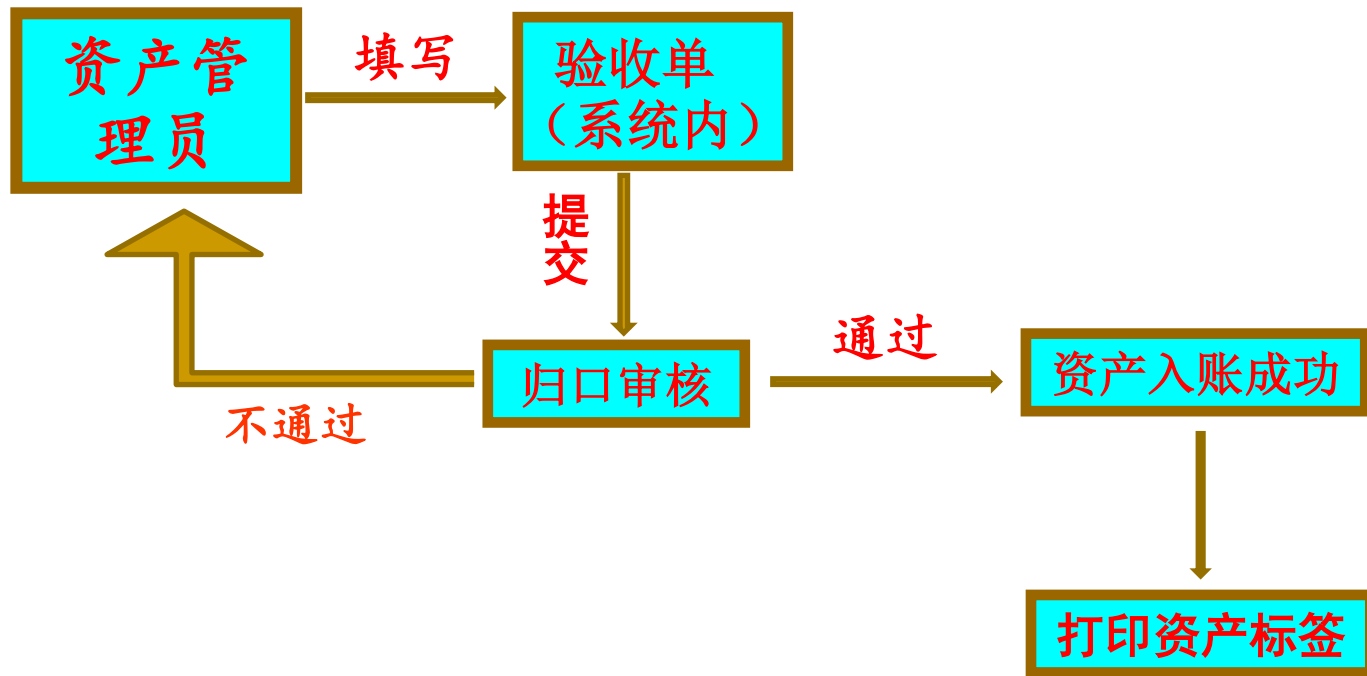 资产管
理员
填写
验收单
（系统内）
提
交
归口审核
通过
资产入账成功
不通过
打印资产标签